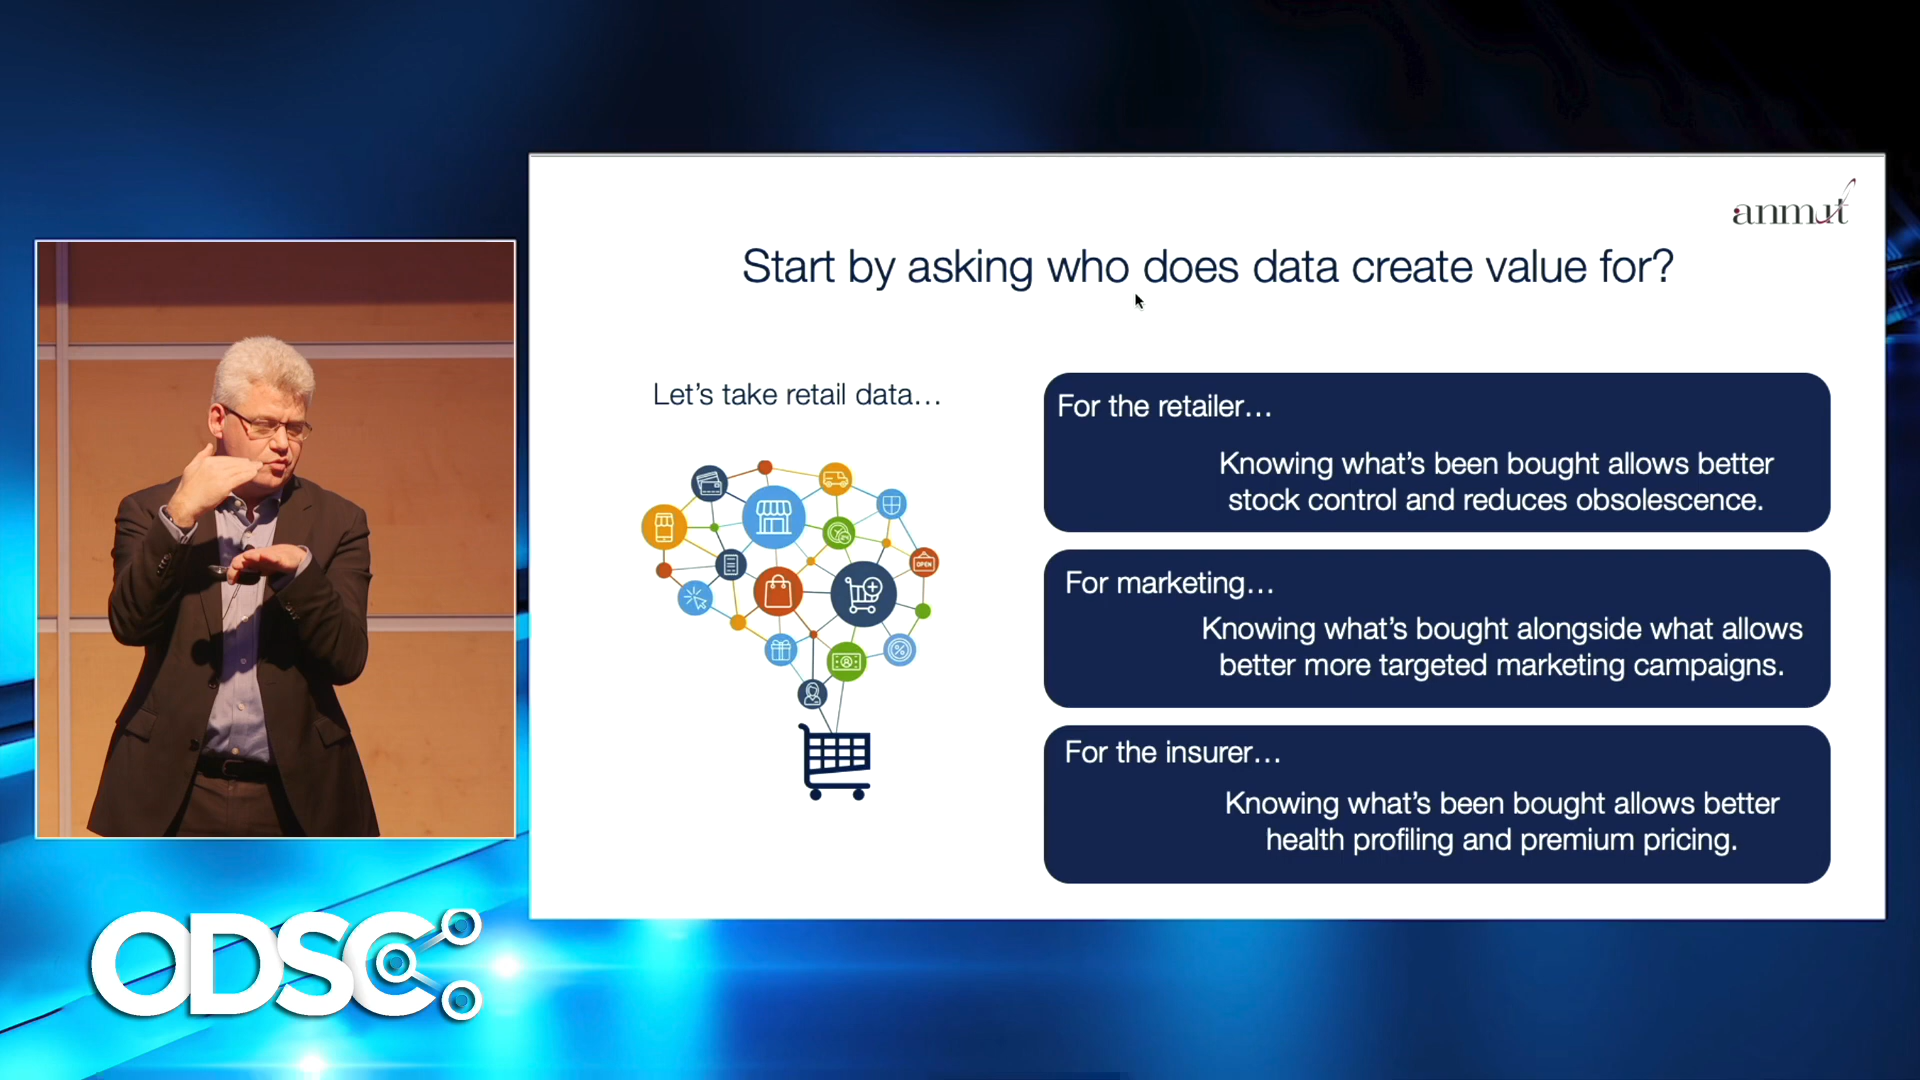 anmut
Start by asking who does data create value for?
Let's take retail data…
OPEN
For the retailer…
Knowing what's been bought allows better
stock control and reduces obsolescence.
For marketing…
Knowing what's bought alongside what allows
better more targeted marketing campaigns.
For the insurer…
Knowing what's been bought allows better
health profiling and premium pricing.
ODSC